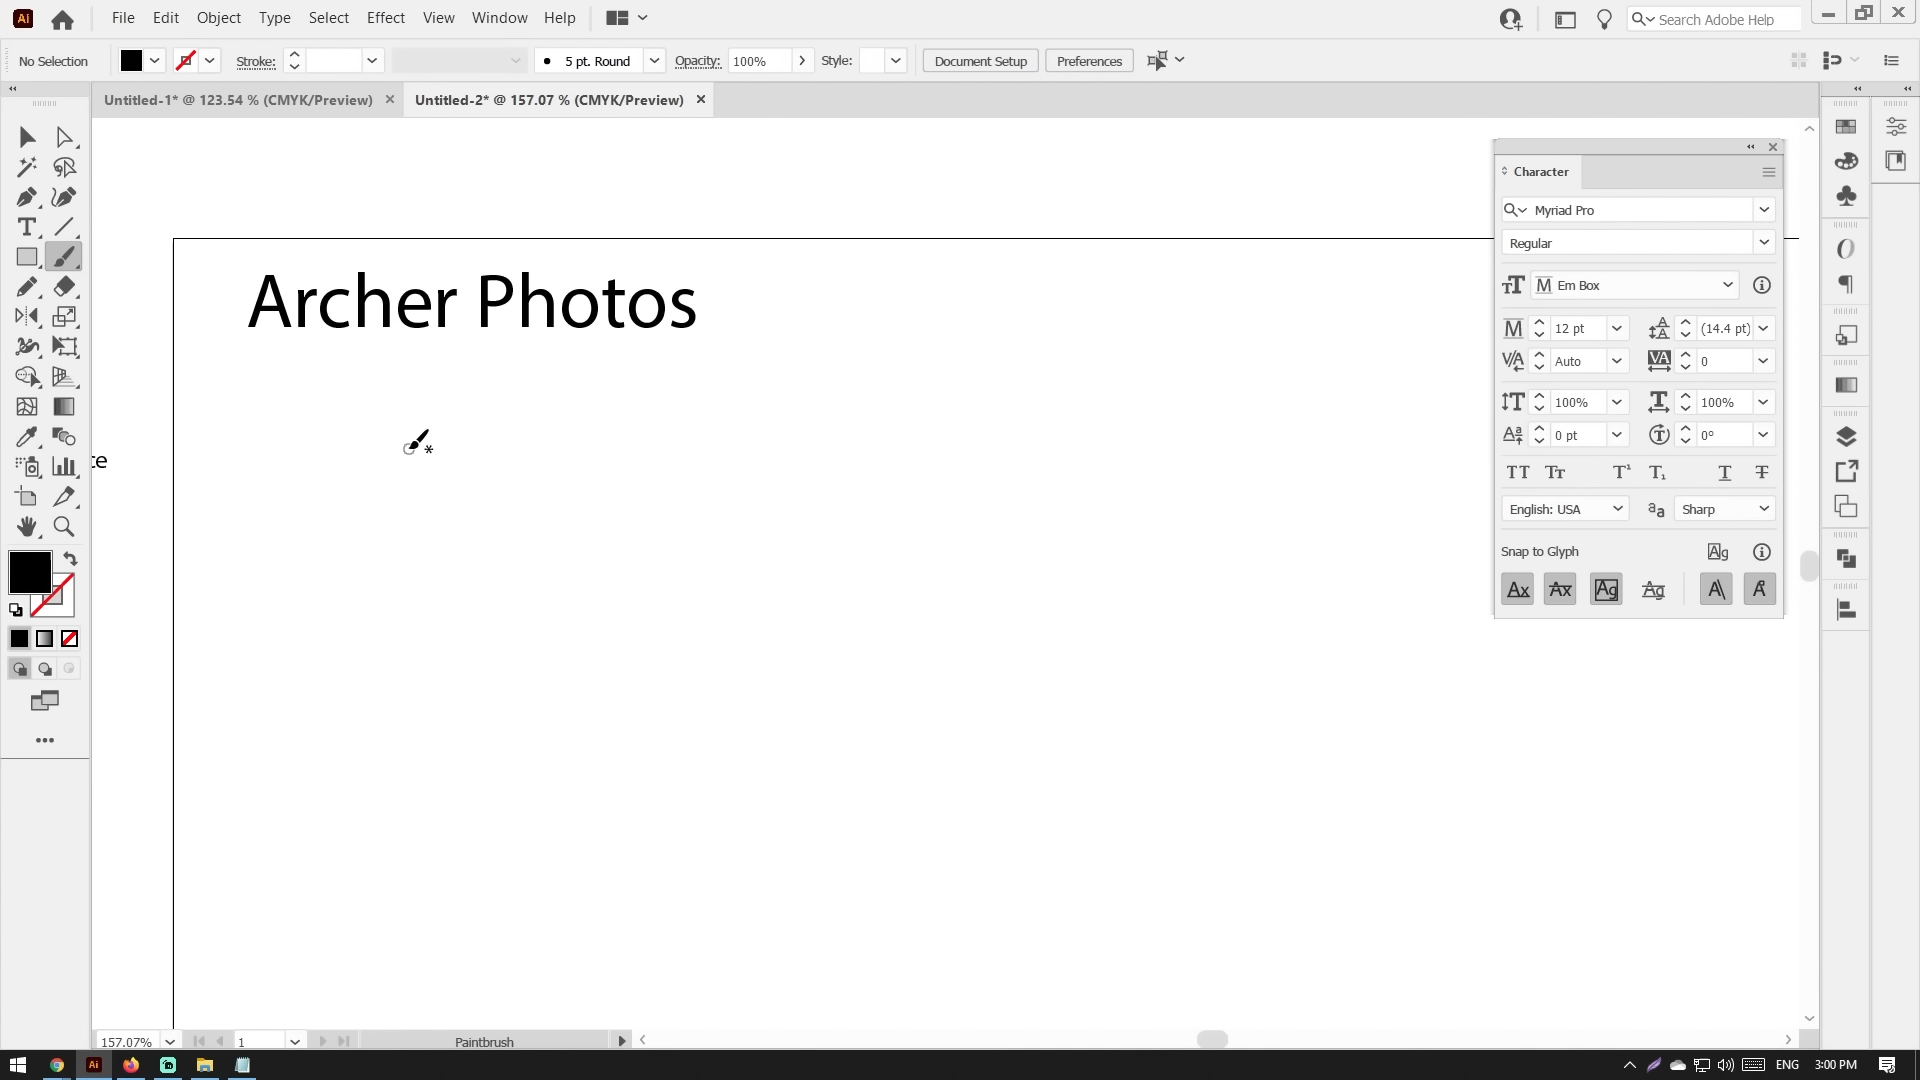 Ai File Edit Object Type Select Effect View Window Help Search Adobe Help
No Selection Stroke: 5 pt. Round Opacity: 100% Style: Document Setup Preferences
Untitled-1* @ 123.54 % (CMYK/Preview) Untitled-2* @ 157.07 % (CMYK/Preview)
Character
Myriad Pro
Regular
Em Box
12 pt (14.4 pt)
Auto 0
100% 100%
0 pt 0°
English: USA Sharp
Snap to Glyph
Archer Photos
ce
157.07% 1 Paintbrush
Ai ENG 3:00 PM